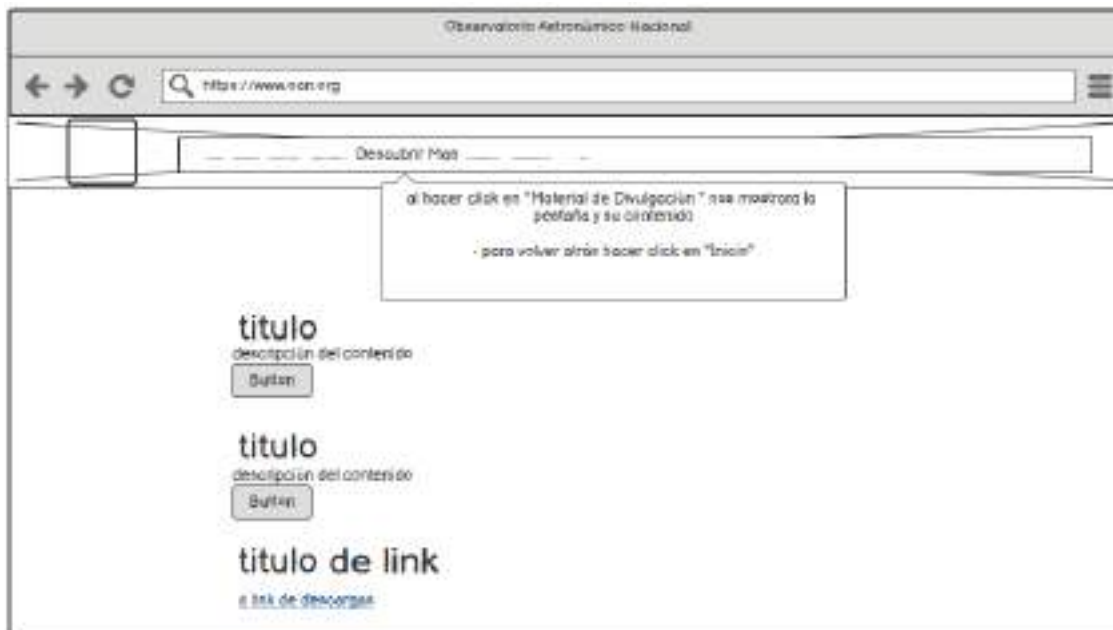 Observatorio Astronómico Nacional
https://www.oan.org
Descubrir Mas
al hacer click en "Material de Divulgación " nos mostrara la
pestaña y su contenido
- para volver atrás hacer click en "Inicio"
titulo
descripción del contenido
Button
titulo
descripción del contenido
Button
titulo de link
a link de descargas